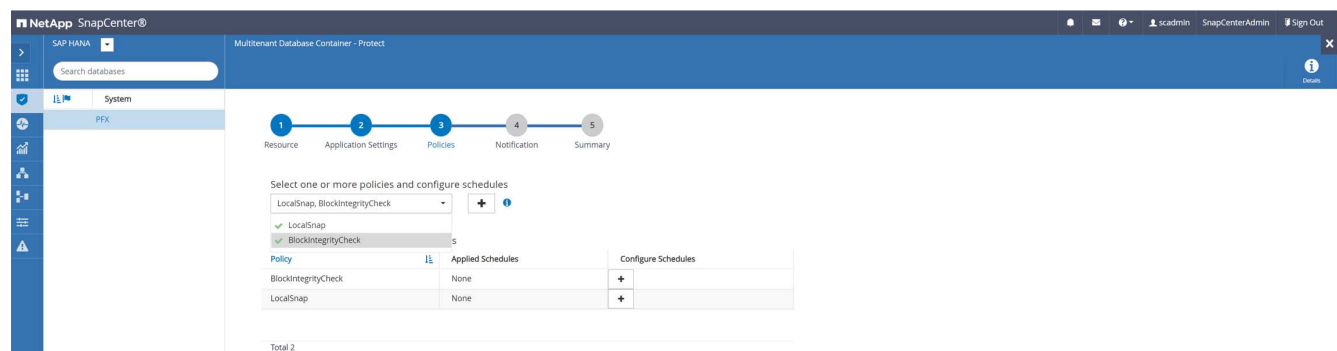 NetApp SnapCenter®
scadmin SnapCenterAdmin Sign Out
SAP HANA
Multitenant Database Container - Protect
Search databases
Details
System
PFX
1 2 3 4 5
Resource Application Settings Policies Notification Summary
Select one or more policies and configure schedules
LocalSnap, BlockIntegrityCheck
LocalSnap
BlockIntegrityCheck
s
Policy Applied Schedules Configure Schedules
BlockIntegrityCheck None
LocalSnap None
Total 2